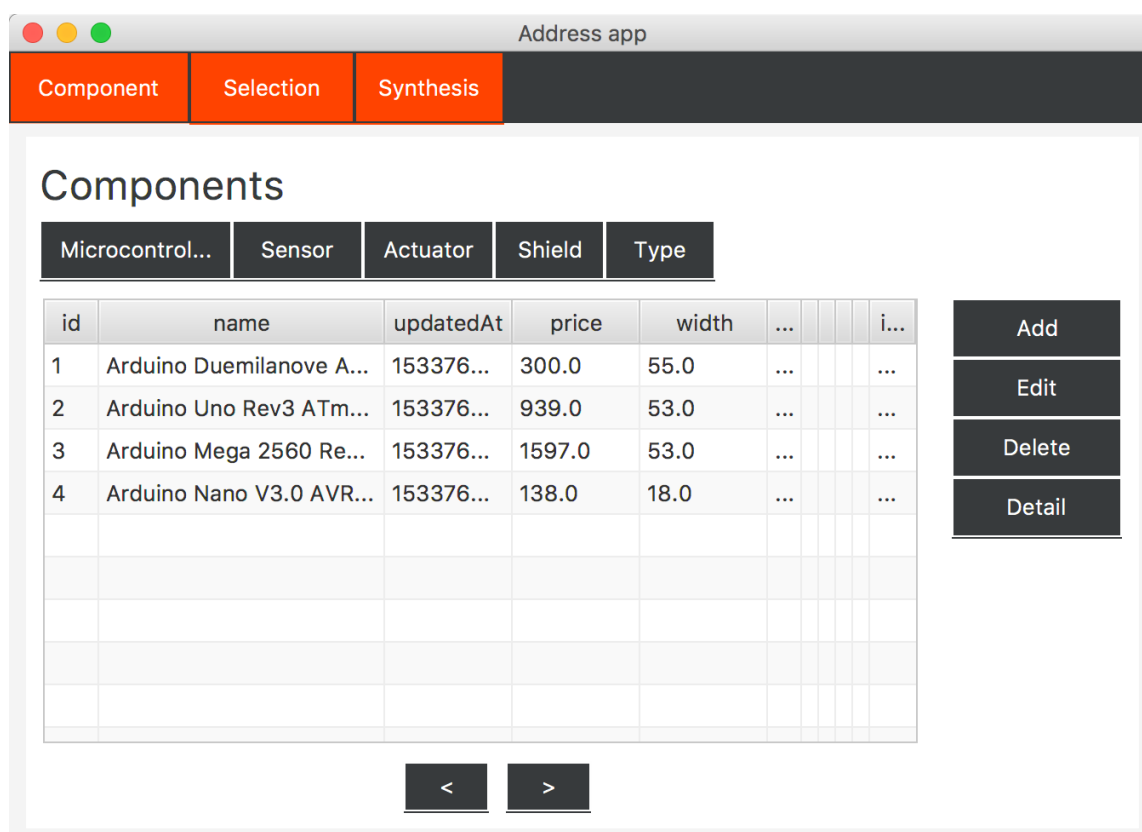 Address app
Component Selection Synthesis
Components
Microcontrol... Sensor Actuator Shield Type
id name updatedAt price width ... i...
1 Arduino Duemilanove A... 153376... 300.0 55.0 ... ...
2 Arduino Uno Rev3 ATm... 153376... 939.0 53.0 ... ...
3 Arduino Mega 2560 Re... 153376... 1597.0 53.0 ... ...
4 Arduino Nano V3.0 AVR... 153376... 138.0 18.0 ... ...
Add
Edit
Delete
Detail
< >